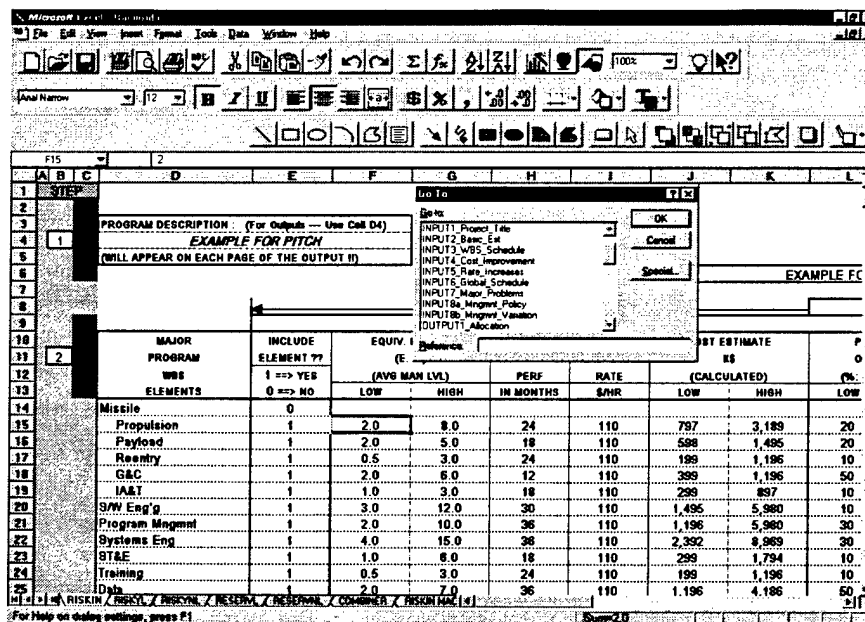 Microsoft Excel
File Edit View Insert Format Tools Data Window Help
100%
Arial Narrow 12 B I U $ % ,
F15 2
A B C D E F G H I J K L
1 STEP
2
3 PROGRAM DESCRIPTION : (For Outputs --- Use Cell D4)
4 1 EXAMPLE FOR PITCH
5 (WILL APPEAR ON EACH PAGE OF THE OUTPUT !!)
6 EXAMPLE FO
7
8
9
10 MAJOR INCLUDE EQUIV. P
11 2 PROGRAM ELEMENT ?? (E. OST ESTIMATE K$ O
12 WBS 1 ==> YES (AVG MAN LVL) PERF RATE (CALCULATED) (%:
13 ELEMENTS 0 ==> NO LOW HIGH IN MONTHS $/HR LOW HIGH LOW
14 Missile 0
15 Propulsion 1 2.0 8.0 24 110 797 3,189 20
16 Payload 1 2.0 5.0 18 110 598 1,495 20
17 Reentry 1 0.5 3.0 24 110 199 1,196 10
18 G&C 1 2.0 6.0 12 110 399 1,196 50
19 IA&T 1 1.0 3.0 18 110 299 897 10
20 S/W Eng'g 1 3.0 12.0 30 110 1,495 5,980 10
21 Program Mngmnt 1 2.0 10.0 36 110 1,196 5,980 30
22 Systems Eng 1 4.0 15.0 36 110 2,392 8,969 30
23 ST&E 1 1.0 6.0 18 110 299 1,794 10
24 Training 1 0.5 3.0 24 110 199 1,196 10
25 Data 1 2.0 7.0 36 110 1,196 4,186 50
Go To
Go to:
INPUT1_Project_Title
INPUT2_Basic_Est
INPUT3_WBS_Schedule
INPUT4_Cost_Improvement
INPUT5_Rate_Increases
INPUT6_Global_Schedule
INPUT7_Major_Problems
INPUT8a_Mngmnt_Policy
INPUT8b_Mngmnt_Variation
OUTPUT1_Allocation
Reference:
OK
Cancel
Special...
RISKIN RISKYL RISKYNL RESERVL RESERVNL COMBINER RISKIN MAC
For Help on dialog settings, press F1 Sum=2.0